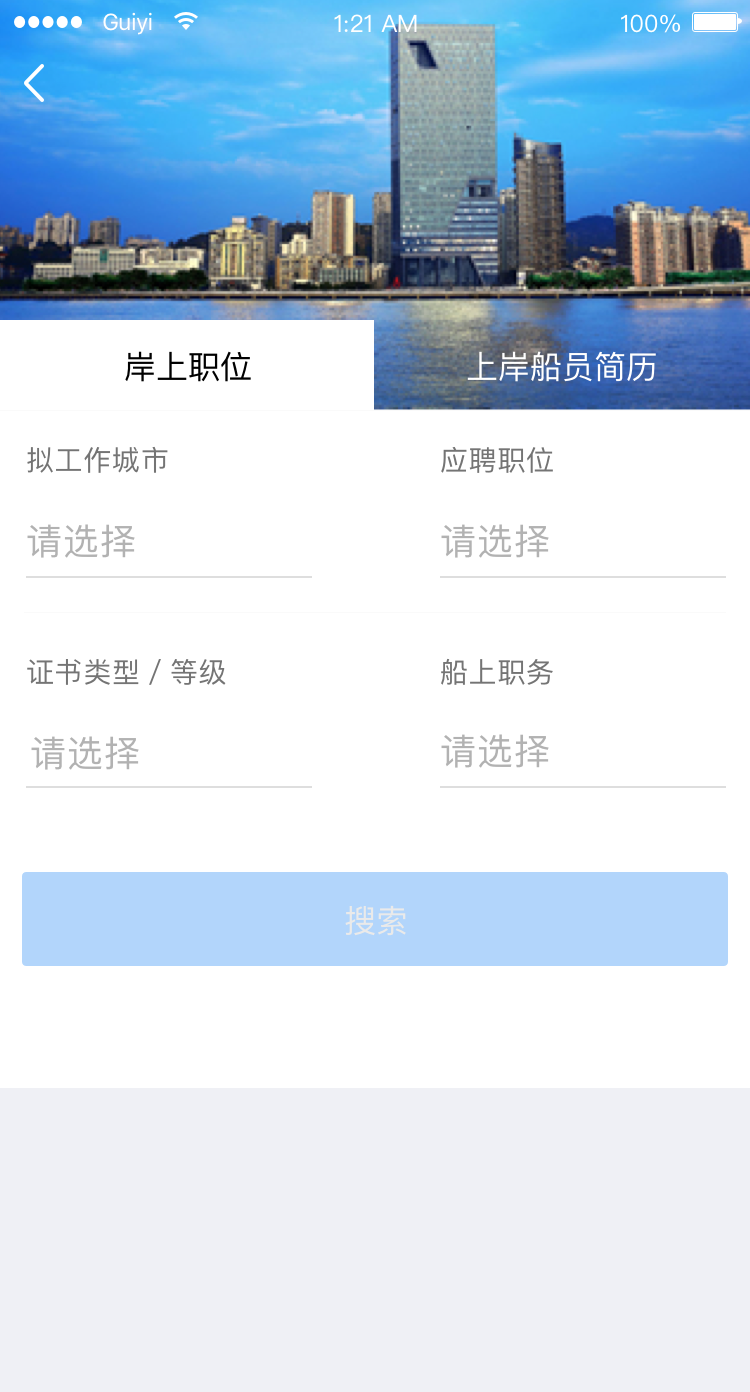 Guiyi 1:21 AM 100%
岸上职位 上岸船员简历
拟工作城市 应聘职位
请选择 请选择
证书类型 / 等级 船上职务
请选择 请选择
搜索